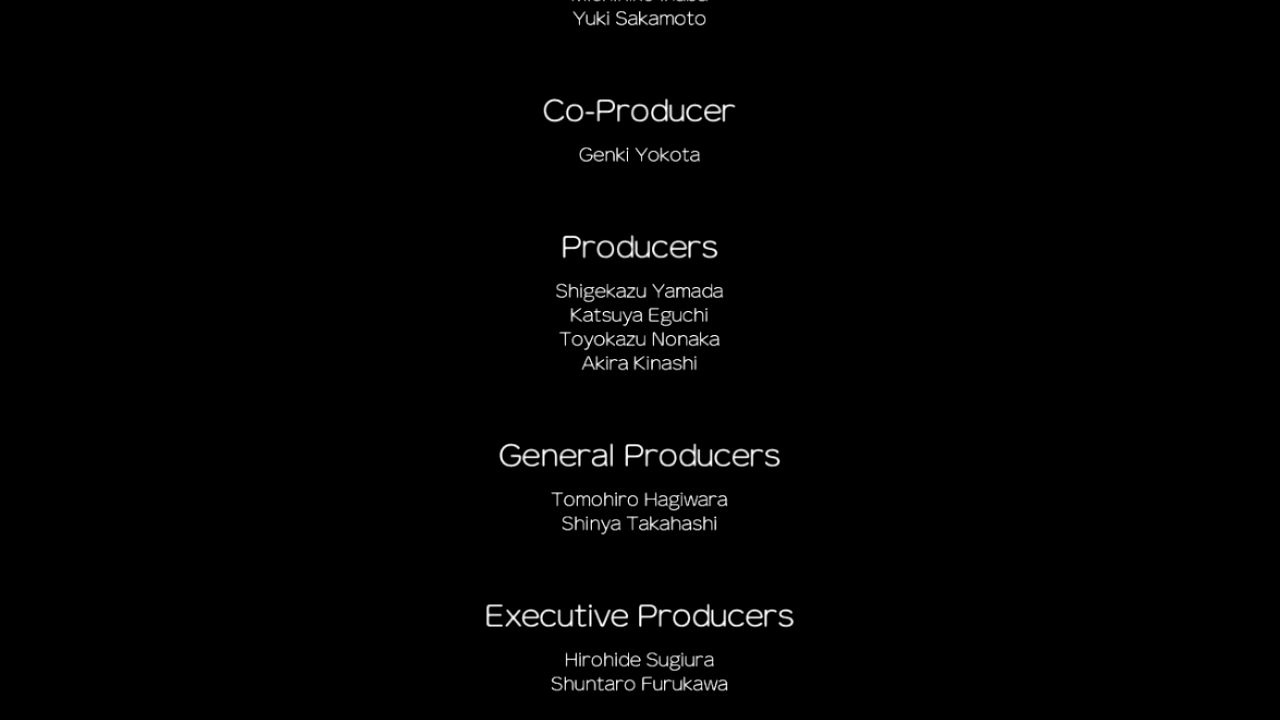 Yuki Sakamoto
Co-Producer
Genki Yokota
Producers
Shigekazu Yamada
Katsuya Eguchi
Toyokazu Nonaka
Akira Kinashi
General Producers
Tomohiro Hagiwara
Shinya Takahashi
Executive Producers
Hirohide Sugiura
Shuntaro Furukawa